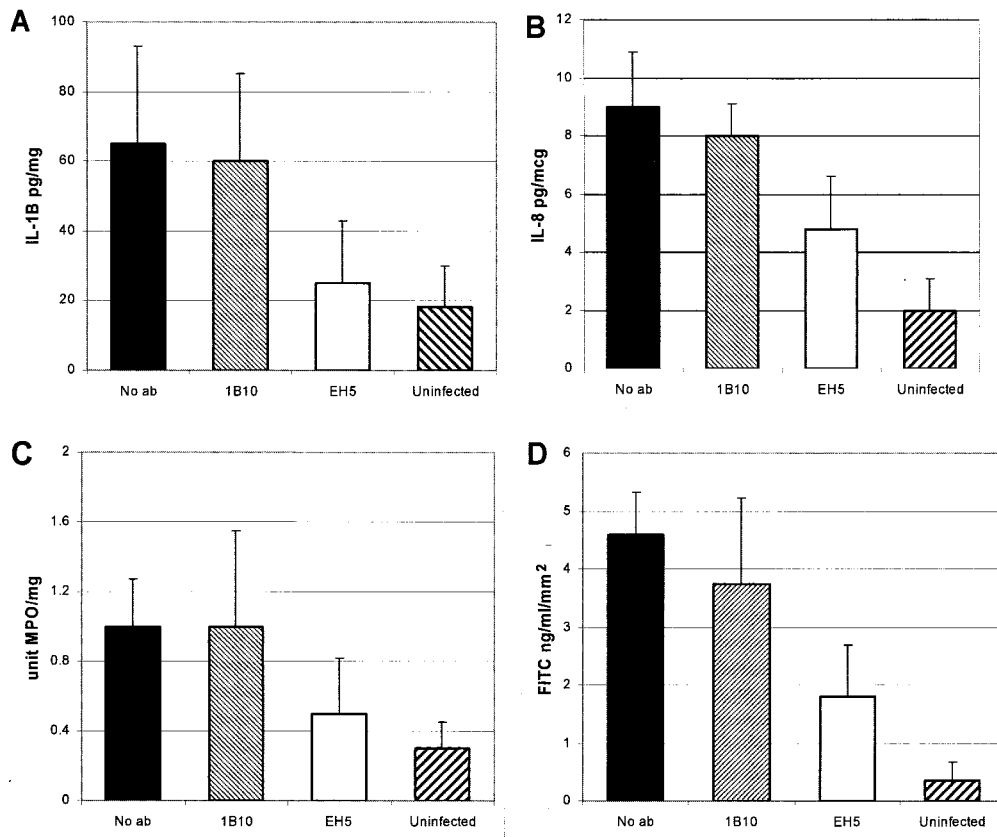 A
IL-1B pg/mg
100
80
60
40
20
0
No ab 1B10 EH5 Uninfected
B
IL-8 pg/mcg
12
10
8
6
4
2
0
No ab 1B10 EH5 Uninfected
C
unit MPO/mg
2
1.6
1.2
0.8
0.4
0
No ab 1B10 EH5 Uninfected
D
FITC ng/ml/mm²
6
5
4
3
2
1
0
No ab 1B10 EH5 Uninfected